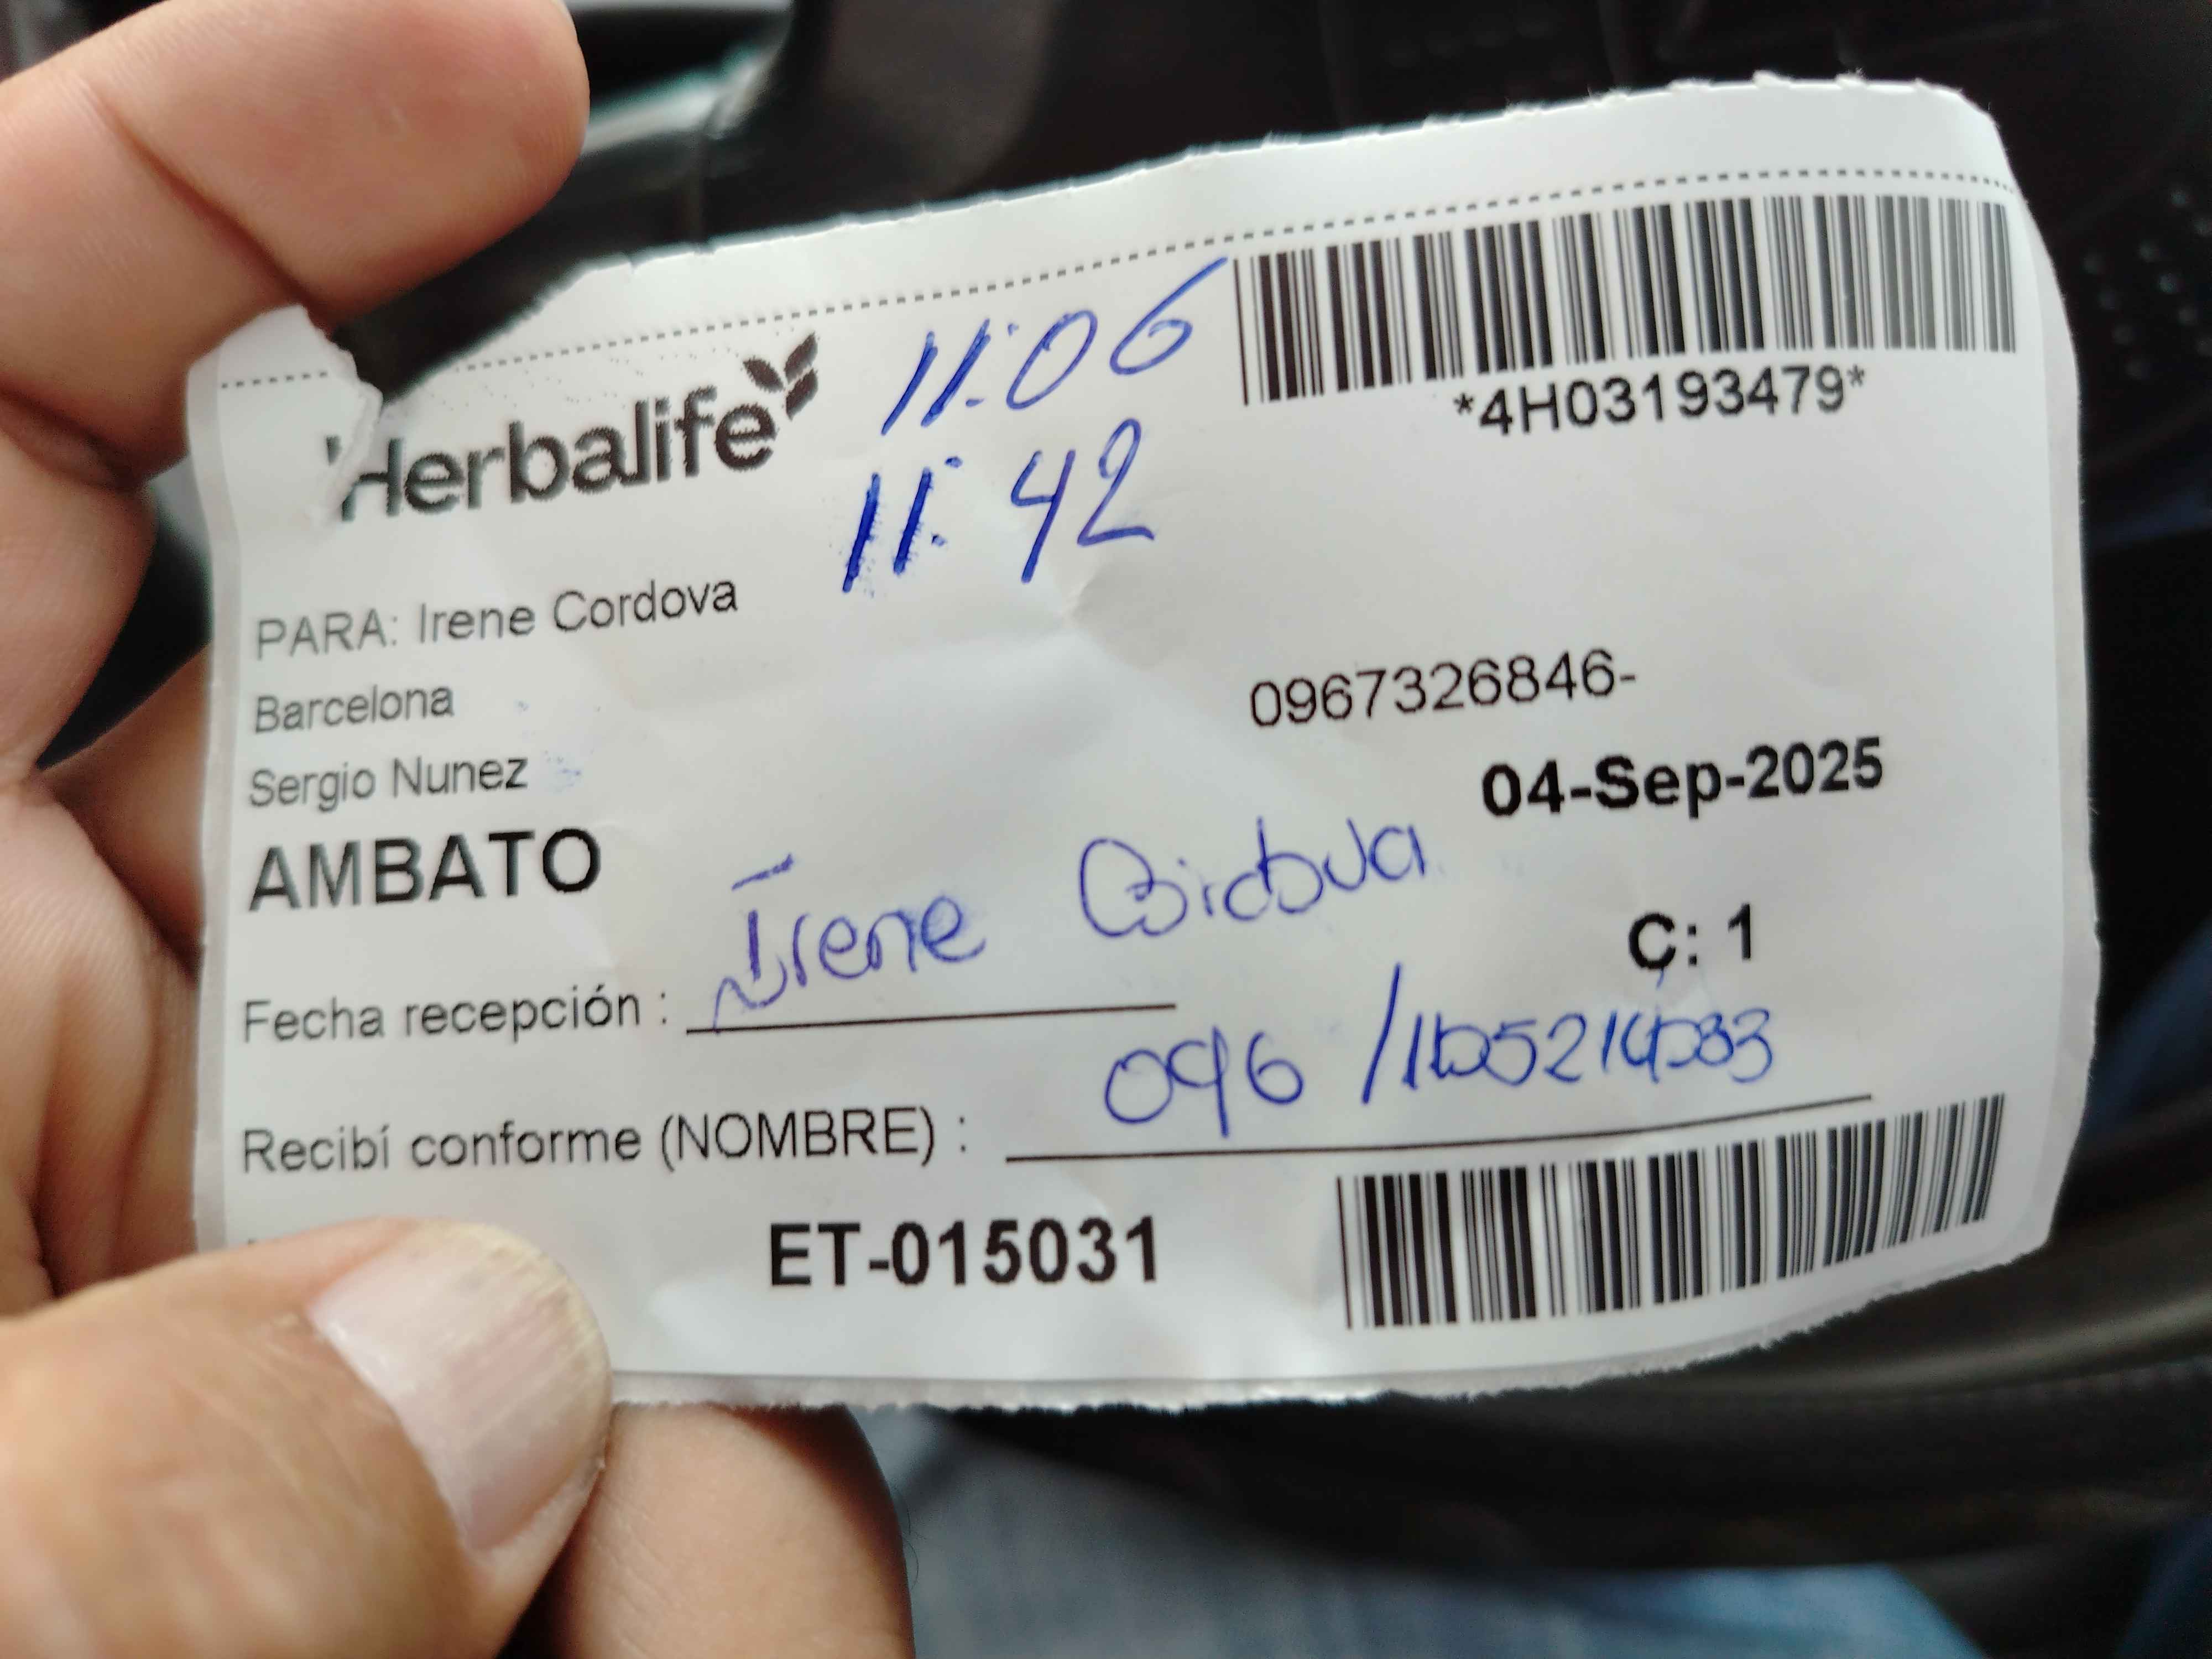 Herbalife
11:06
*4H03193479*
11:42
PARA: Irene Cordova
Barcelona
0967326846-
Sergio Nunez
04-Sep-2025
AMBATO
Irene Cordova
C: 1
Fecha recepción :
096 /
Recibí conforme (NOMBRE) :
ET-015031